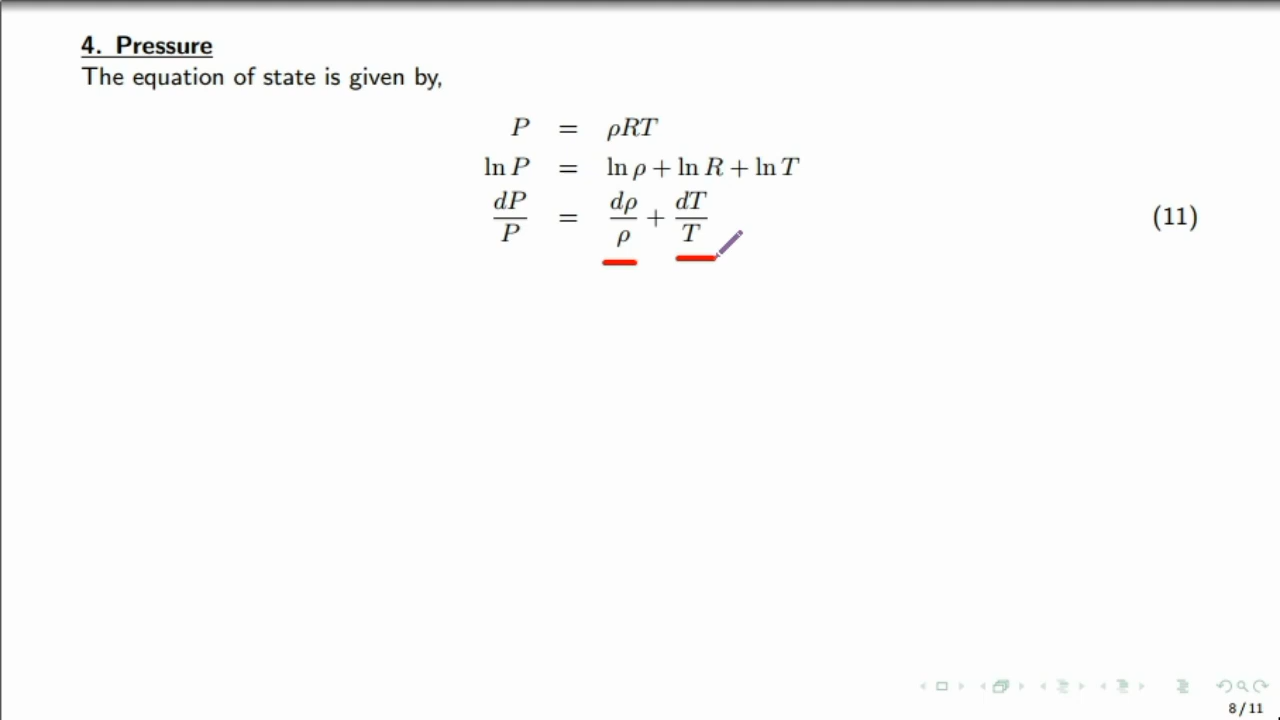 4. Pressure
The equation of state is given by,
P = ρRT
ln P = ln ρ + ln R + ln T
dP/P = dρ/ρ + dT/T (11)
8 / 11